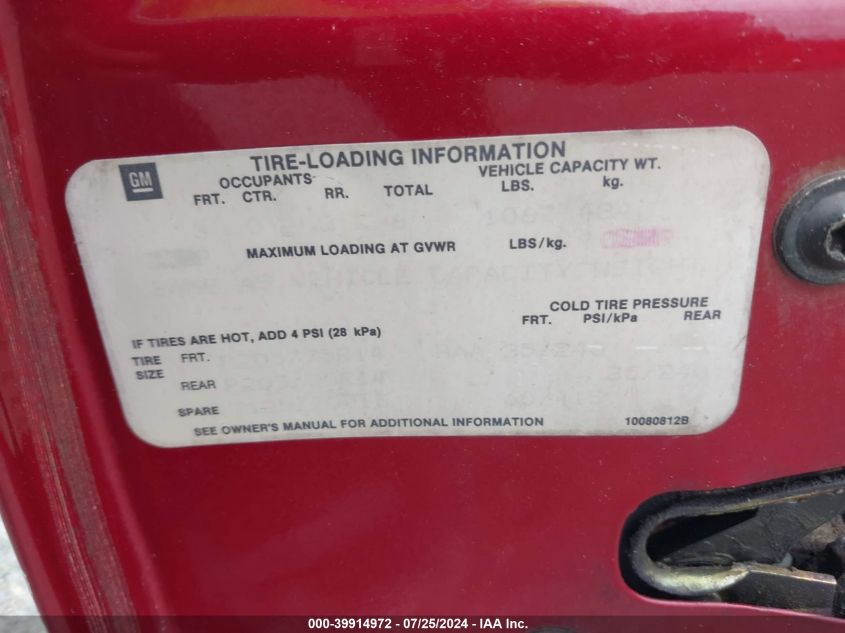 TIRE-LOADING INFORMATION
GM
OCCUPANTS VEHICLE CAPACITY WT.
FRT. CTR. RR. TOTAL LBS. kg.
MAXIMUM LOADING AT GVWR LBS/kg.
VEHICLE CAPACITY
COLD TIRE PRESSURE
FRT. PSI/kPa REAR
IF TIRES ARE HOT, ADD 4 PSI (28 kPa)
TIRE SIZE FRT.
REAR
SPARE
SEE OWNER'S MANUAL FOR ADDITIONAL INFORMATION 10080812B
000-39914972 / 07/25/2024 - IAA Inc.